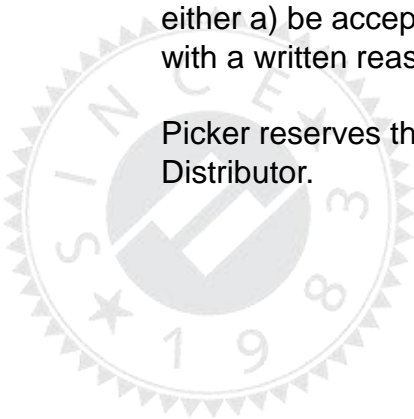 either a) be accep
with a written reas
Picker reserves th
Distributor.
SINCE
1983